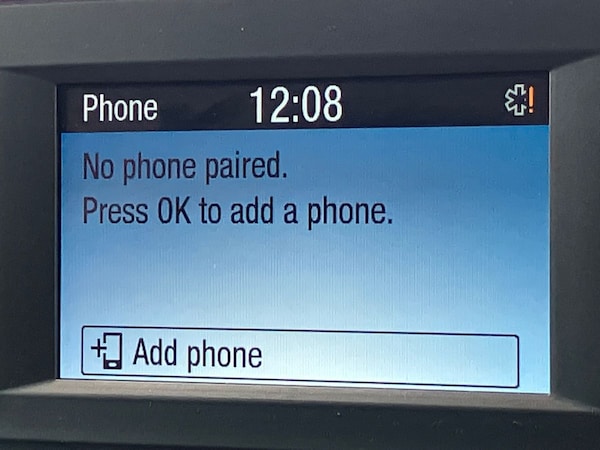 Phone 12:08
No phone paired.
Press OK to add a phone.
Add phone